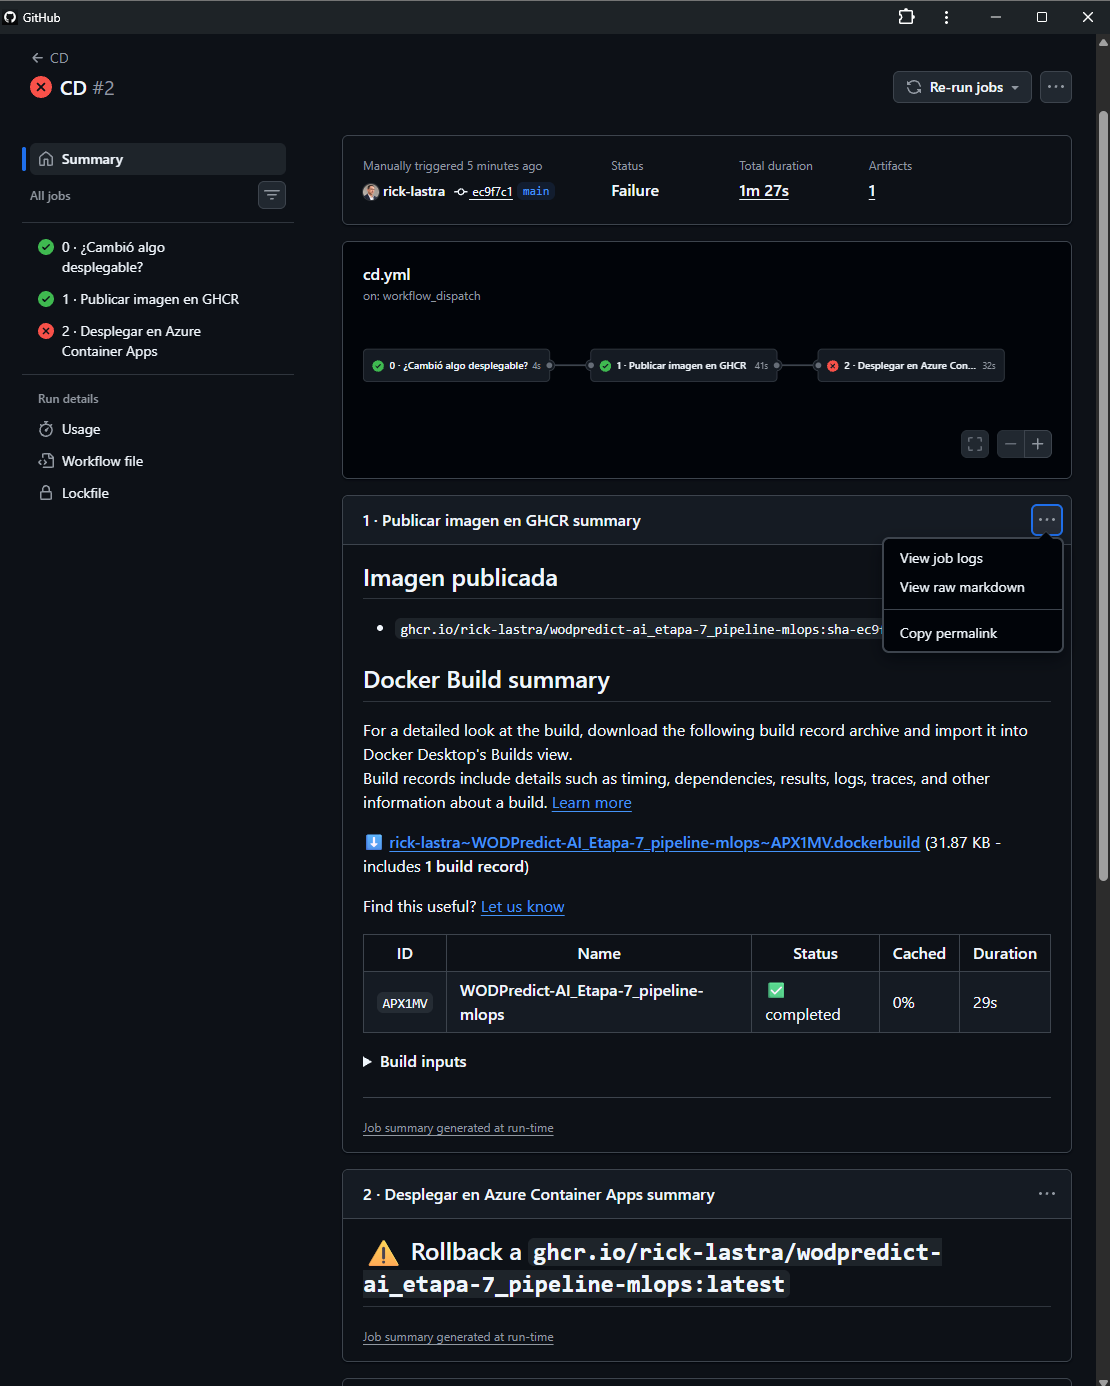 GitHub
CD
CD #2
Re-run jobs
Summary
All jobs
0 · ¿Cambió algo
desplegable?
1 · Publicar imagen en GHCR
2 · Desplegar en Azure
Container Apps
Run details
Usage
Workflow file
Lockfile
Manually triggered 5 minutes ago
rick-lastra ec9f7c1 main
Status
Failure
Total duration
1m 27s
Artifacts
1
cd.yml
on: workflow_dispatch
0 · ¿Cambió algo desplegable? 4s
1 · Publicar imagen en GHCR 41s
2 · Desplegar en Azure Con... 32s
1 · Publicar imagen en GHCR summary
View job logs
View raw markdown
Copy permalink
Imagen publicada
ghcr.io/rick-lastra/wodpredict-ai_etapa-7_pipeline-mlops:sha-ec9
Docker Build summary
For a detailed look at the build, download the following build record archive and import it into
Docker Desktop's Builds view.
Build records include details such as timing, dependencies, results, logs, traces, and other
information about a build. Learn more
rick-lastra~WODPredict-AI_Etapa-7_pipeline-mlops~APX1MV.dockerbuild (31.87 KB -
includes 1 build record)
Find this useful? Let us know
ID Name Status Cached Duration
APX1MV WODPredict-AI_Etapa-7_pipeline-
mlops
completed
0% 29s
Build inputs
Job summary generated at run-time
2 · Desplegar en Azure Container Apps summary
Rollback a ghcr.io/rick-lastra/wodpredict-
ai_etapa-7_pipeline-mlops:latest
Job summary generated at run-time